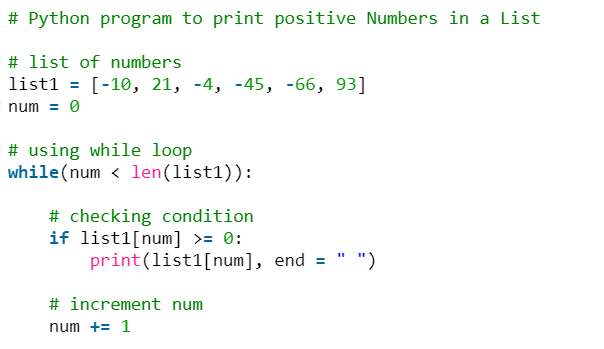 # Python program to print positive Numbers in a List

# list of numbers
list1 = [-10, 21, -4, -45, -66, 93]
num = 0

# using while loop
while(num < len(list1)):

    # checking condition
    if list1[num] >= 0:
        print(list1[num], end = " ")

    # increment num
    num += 1